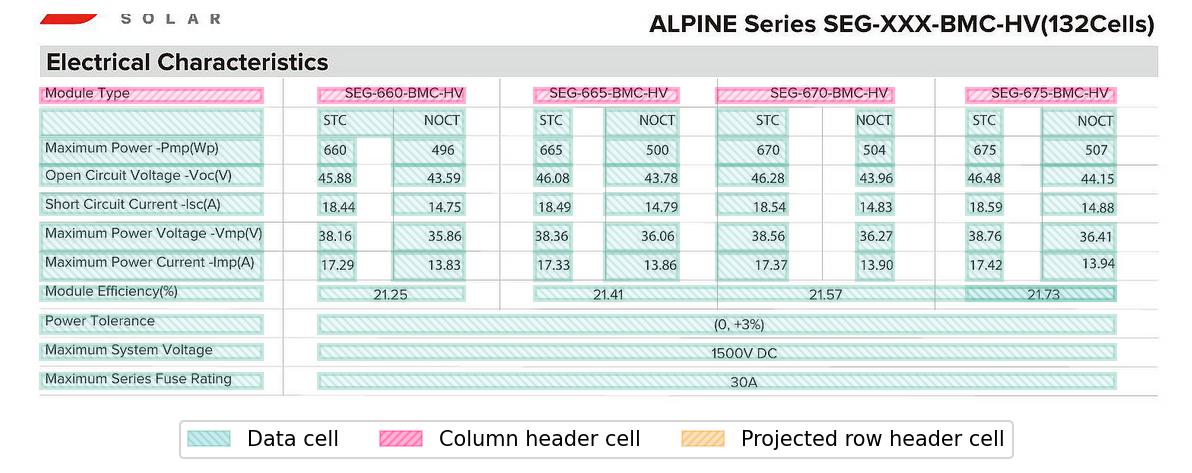 SOLAR
ALPINE Series SEG-XXX-BMC-HV(132Cells)
Electrical Characteristics
Module Type SEG-660-BMC-HV SEG-665-BMC-HV SEG-670-BMC-HV SEG-675-BMC-HV
STC NOCT STC NOCT STC NOCT STC NOCT
Maximum Power -Pmp(Wp) 660 496 665 500 670 504 675 507
Open Circuit Voltage -Voc(V) 45.88 43.59 46.08 43.78 46.28 43.96 46.48 44.15
Short Circuit Current -Isc(A) 18.44 14.75 18.49 14.79 18.54 14.83 18.59 14.88
Maximum Power Voltage -Vmp(V) 38.16 35.86 38.36 36.06 38.56 36.27 38.76 36.41
Maximum Power Current -Imp(A) 17.29 13.83 17.33 13.86 17.37 13.90 17.42 13.94
Module Efficiency(%) 21.25 21.41 21.57 21.73
Power Tolerance (0, +3%)
Maximum System Voltage 1500V DC
Maximum Series Fuse Rating 30A
Data cell Column header cell Projected row header cell